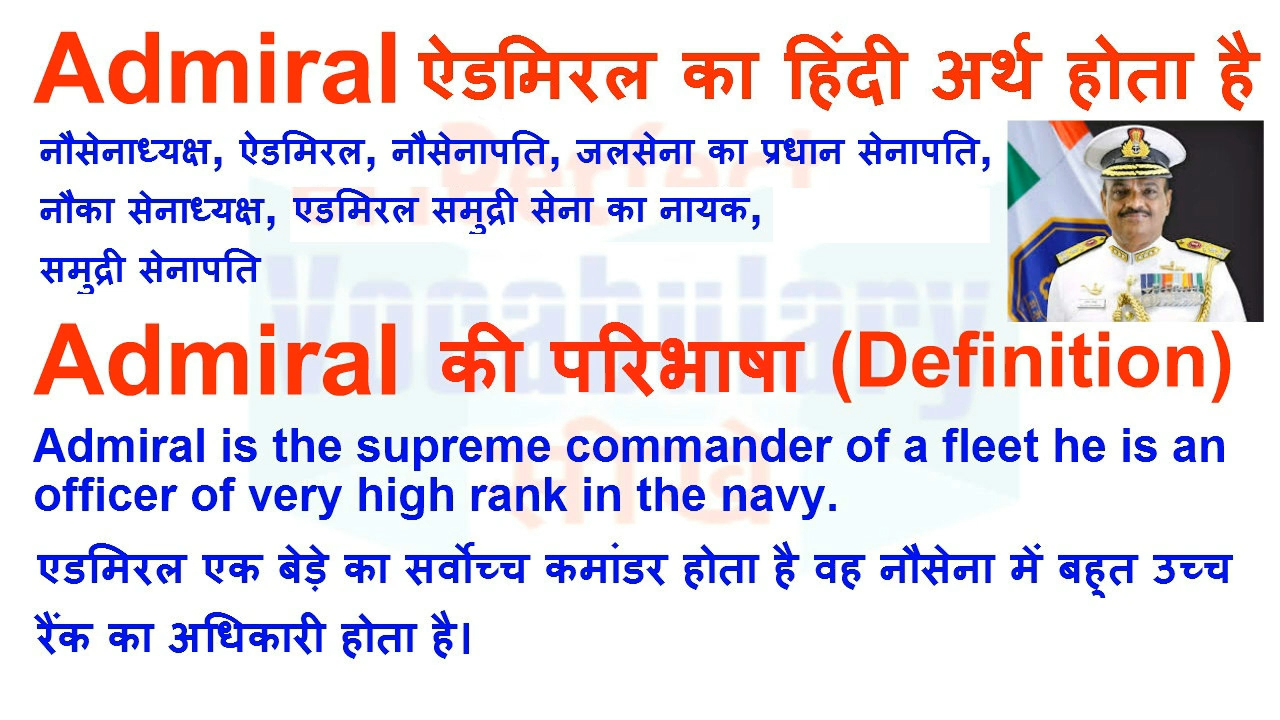 Admiral ऐडमिरल का हिंदी अर्थ होता है
नौसेनाध्यक्ष, ऐडमिरल, नौसेनापति, जलसेना का प्रधान सेनापति,
नौका सेनाध्यक्ष, एडमिरल समुद्री सेना का नायक,
समुद्री सेनापति
Admiral की परिभाषा (Definition)
Admiral is the supreme commander of a fleet he is an
officer of very high rank in the navy.
एडमिरल एक बेड़े का सर्वोच्च कमांडर होता है वह नौसेना में बहुत उच्च
रैंक का अधिकारी होता है।
Perfect
Vocabulary
सीखे